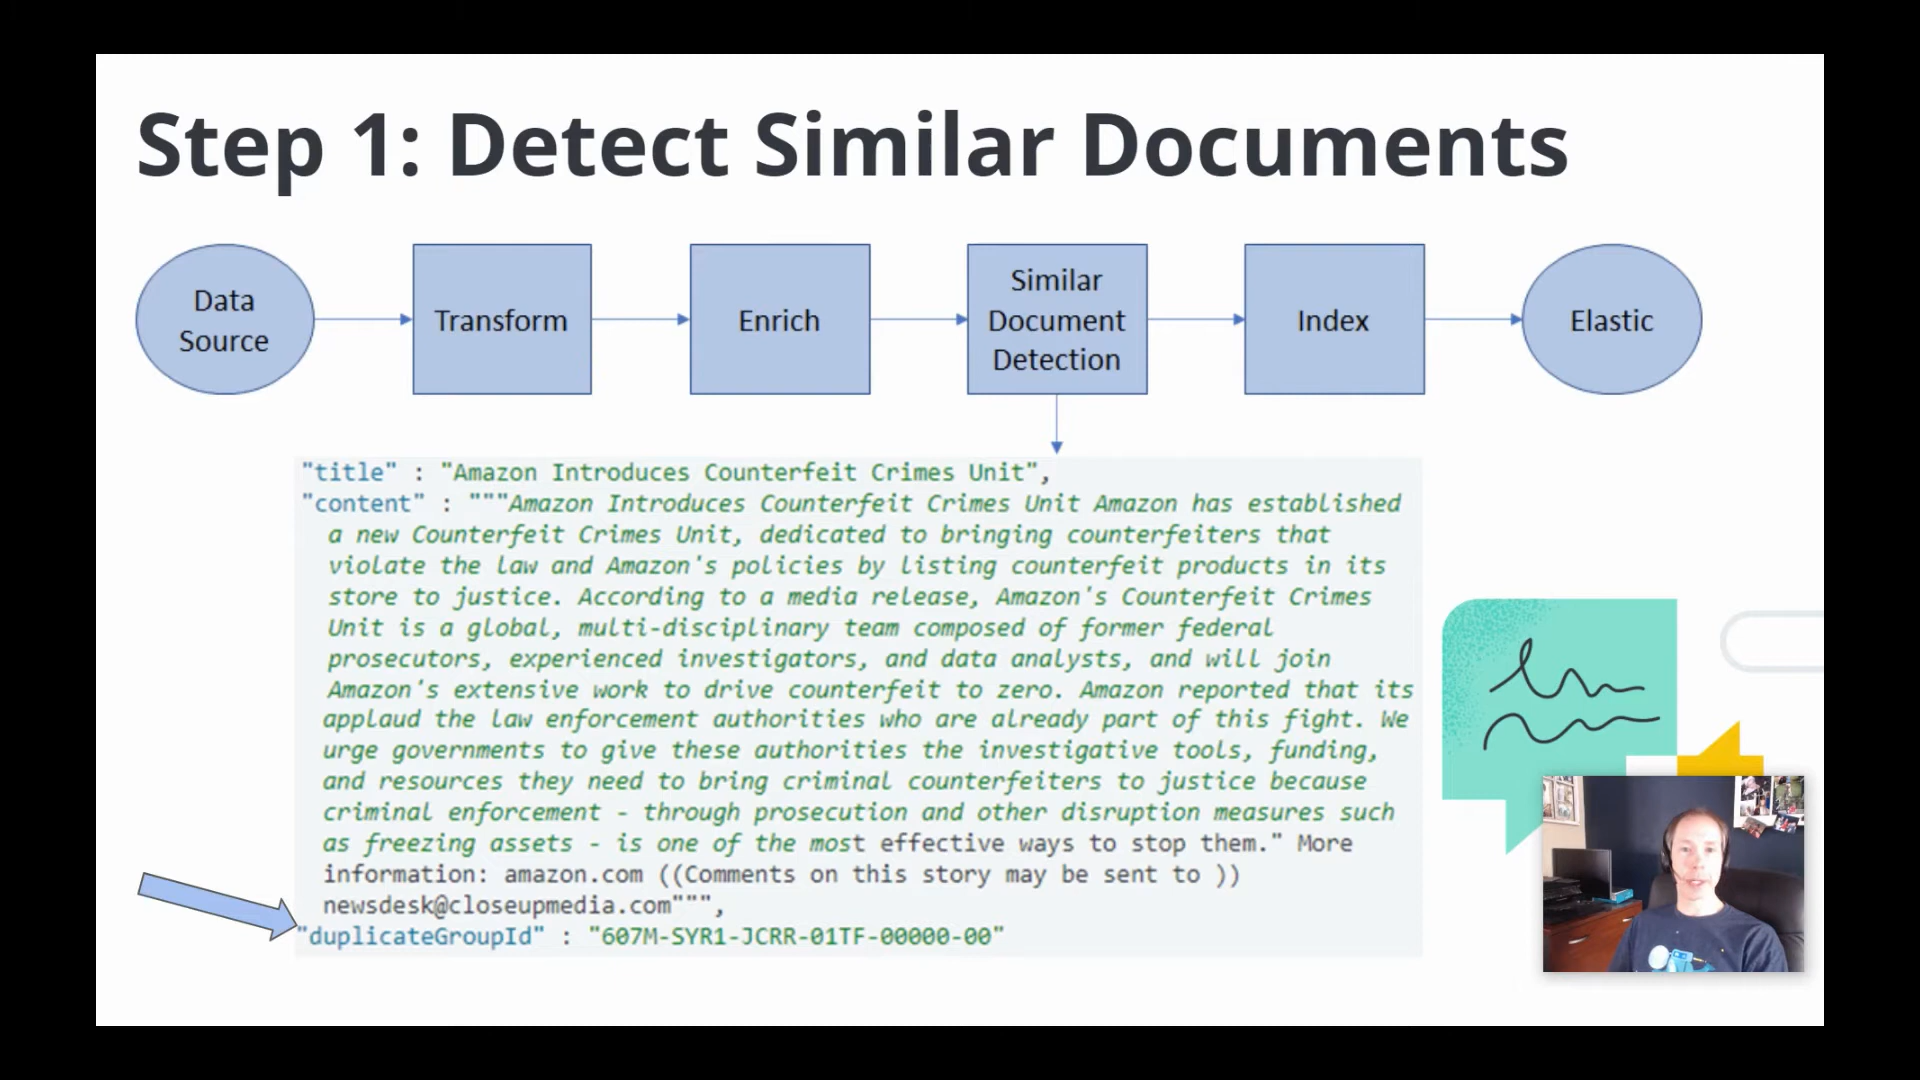 Step 1: Detect Similar Documents
Data
Source
Transform
Enrich
Similar
Document
Detection
Index
Elastic
"title" : "Amazon Introduces Counterfeit Crimes Unit",
"content" : """Amazon Introduces Counterfeit Crimes Unit Amazon has established
a new Counterfeit Crimes Unit, dedicated to bringing counterfeiters that
violate the law and Amazon's policies by listing counterfeit products in its
store to justice. According to a media release, Amazon's Counterfeit Crimes
Unit is a global, multi-disciplinary team composed of former federal
prosecutors, experienced investigators, and data analysts, and will join
Amazon's extensive work to drive counterfeit to zero. Amazon reported that its
applaud the law enforcement authorities who are already part of this fight. We
urge governments to give these authorities the investigative tools, funding,
and resources they need to bring criminal counterfeiters to justice because
criminal enforcement - through prosecution and other disruption measures such
as freezing assets - is one of the most effective ways to stop them." More
information: amazon.com ((Comments on this story may be sent to ))
newsdesk@closeupmedia.com""",
"duplicateGroupId" : "607M-SYR1-JCRR-01TF-00000-00"